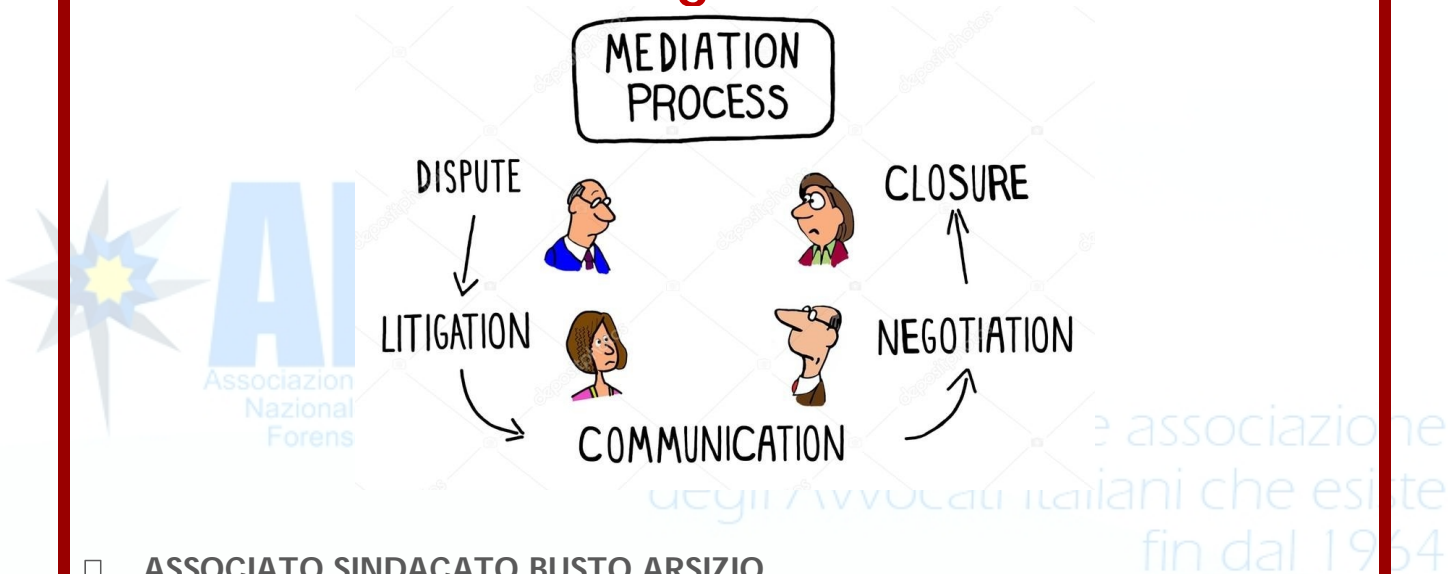 MEDIATION
PROCESS
DISPUTE
CLOSURE
LITIGATION
NEGOTIATION
COMMUNICATION
Associazion
Nazional
Forens
e associazione
degli Avvocati italiani che esiste
fin dal 1964
ASSOCIATO SINDACATO BUSTO ARSIZIO